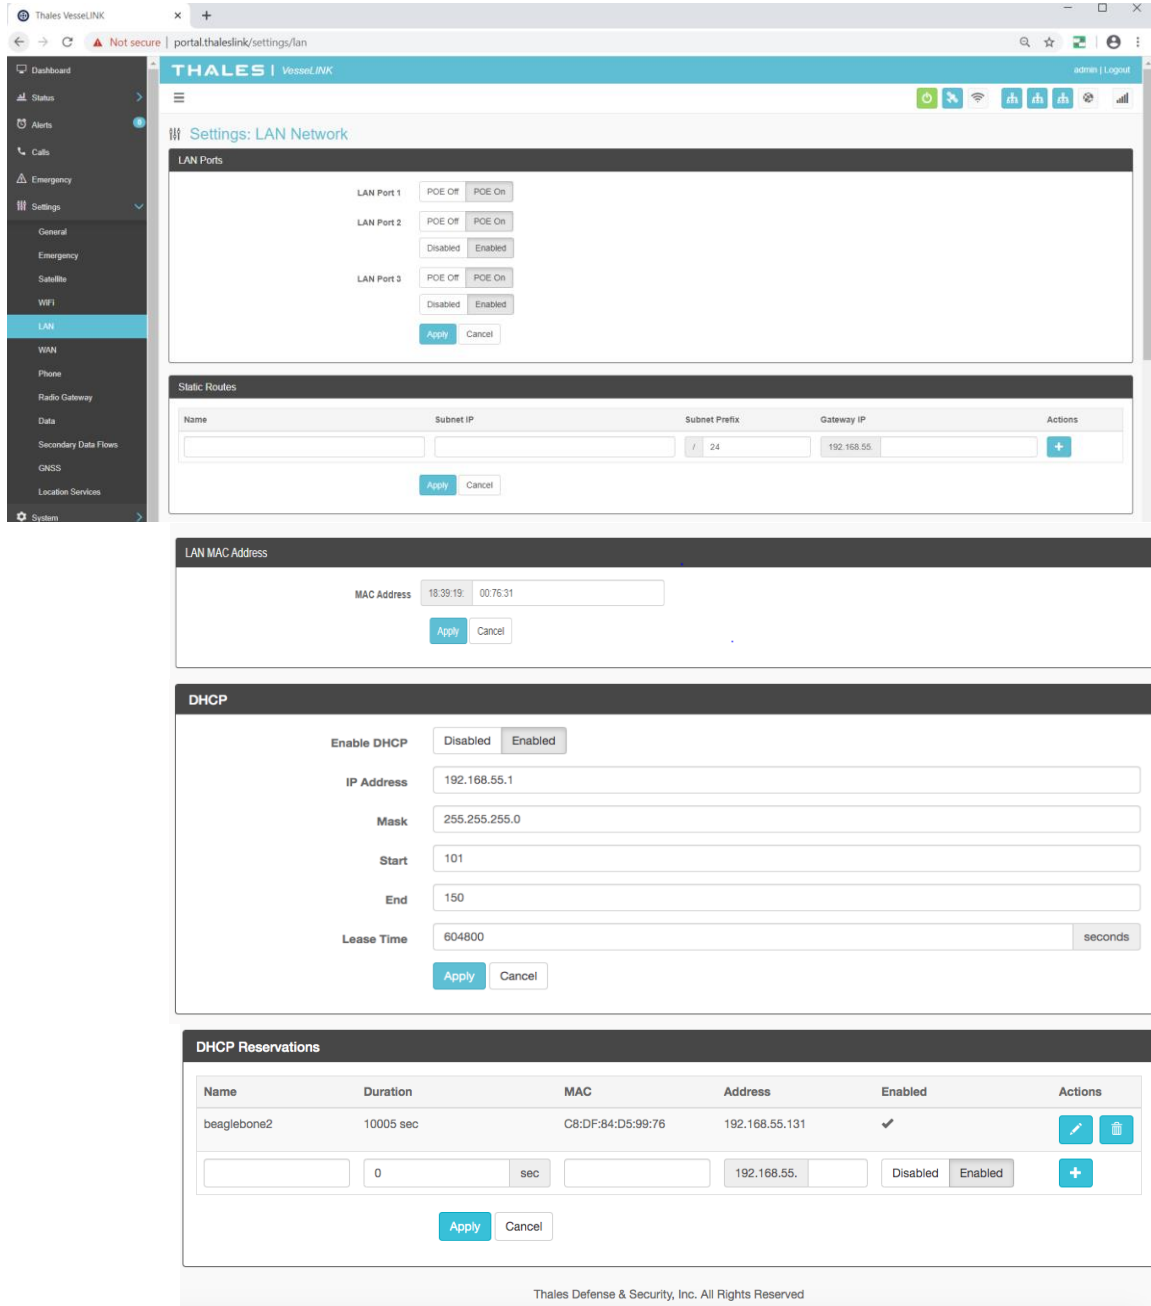 Thales VesseLINK
Not secure | portal.thaleslink/settings/lan
THALES | VesseLINK
admin | Logout
Dashboard
Status
Alerts
0
Calls
Emergency
Settings
General
Emergency
Satellite
WiFi
LAN
WAN
Phone
Radio Gateway
Data
Secondary Data Flows
GNSS
Location Services
System
Settings: LAN Network
LAN Ports
LAN Port 1 POE Off POE On
LAN Port 2 POE Off POE On
Disabled Enabled
LAN Port 3 POE Off POE On
Disabled Enabled
Apply Cancel
Static Routes
Name Subnet IP Subnet Prefix Gateway IP Actions
/ 24 192.168.55. +
Apply Cancel
LAN MAC Address
MAC Address 18:39:19: 00:76:31
Apply Cancel
DHCP
Enable DHCP Disabled Enabled
IP Address 192.168.55.1
Mask 255.255.255.0
Start 101
End 150
Lease Time 604800 seconds
Apply Cancel
DHCP Reservations
Name Duration MAC Address Enabled Actions
beaglebone2 10005 sec C8:DF:84:D5:99:76 192.168.55.131 ✔
0 sec 192.168.55. Disabled Enabled +
Apply Cancel
Thales Defense & Security, Inc. All Rights Reserved